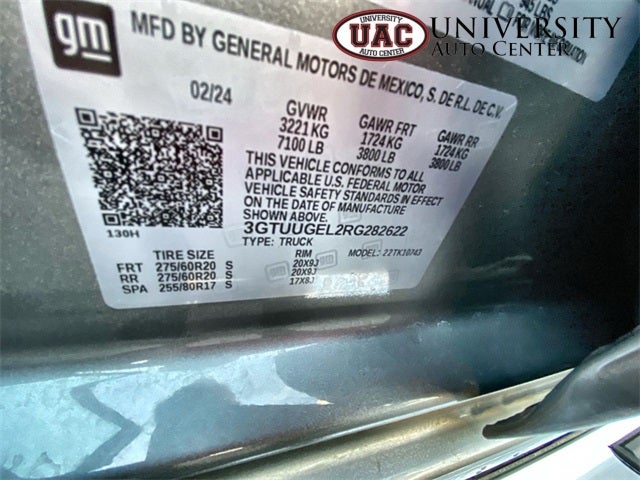 gm
MFD BY GENERAL MOTORS DE MEXICO, S. DE R.L. DE C.V.
02/24
GVWR
3221 KG
7100 LB
GAWR FRT
1724 KG
3800 LB
GAWR RR
1724 KG
3800 LB
THIS VEHICLE CONFORMS TO ALL
APPLICABLE U.S. FEDERAL MOTOR
VEHICLE SAFETY STANDARDS IN EFFECT
ON THE DATE OF MANUFACTURE
SHOWN ABOVE.
3GTUUGEL2RG282622
TYPE: TRUCK
MODEL: 22TK10743
130H
TIRE SIZE
RIM
FRT 275/60R20 S 20X9J
RR 275/60R20 S 20X9J
SPA 255/80R17 S 17X8J
UNIVERSITY
UAC
AUTO CENTER
UNIVERSITY
AUTO CENTER